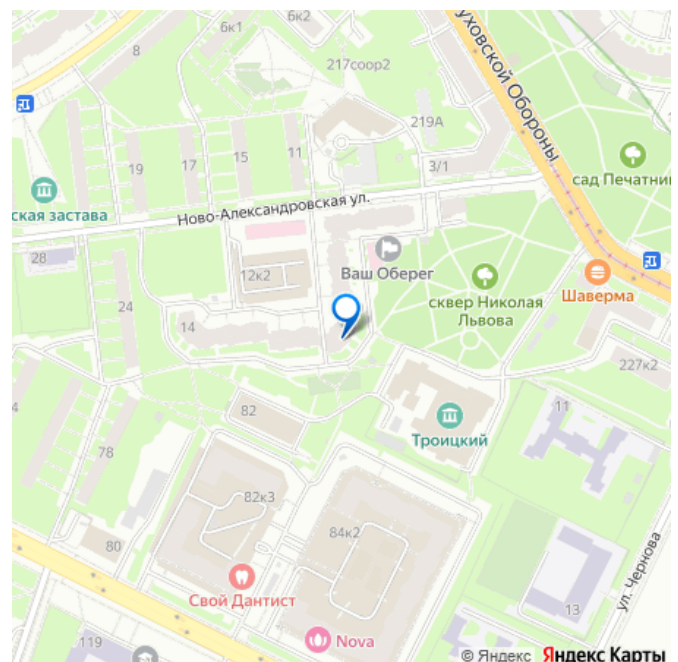 6к1
6к2
8
217соор2
уховской Обороны
219А
3/1
19
17
15
11
сад Печатник
ская застава
Ново-Александровская ул.
28
12к2
Ваш Оберег
сквер Николая
Львова
Шаверма
24
14
227к2
82
11
Троицкий
78
82к3
84к2
80
Свой Дантист
ул. Чернова
13
Nova
119
© Яндекс Яндекс Карты